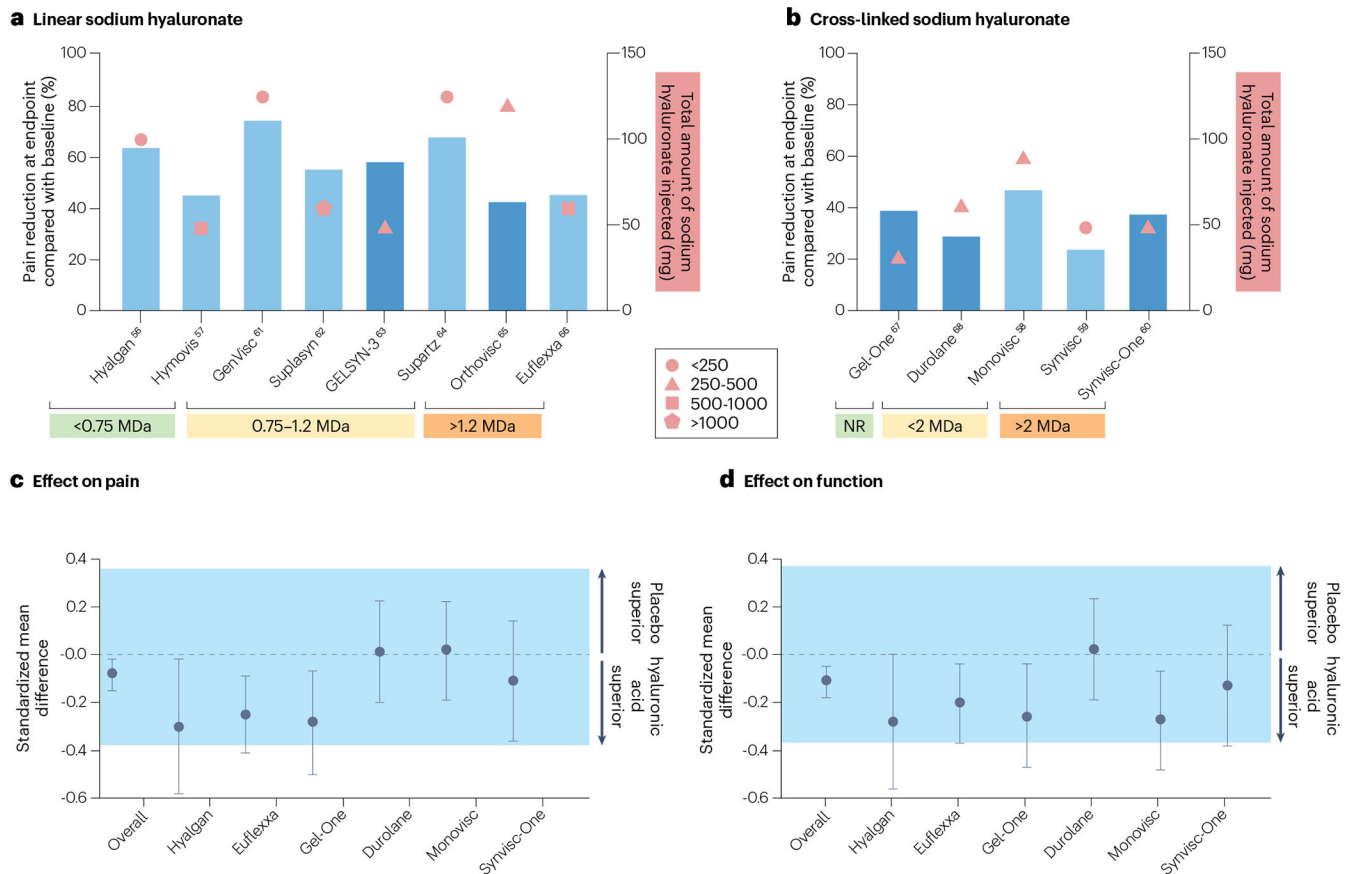 a Linear sodium hyaluronate
Pain reduction at endpoint
compared with baseline (%)
100
80
60
40
20
0
150
100
50
0
Total amount of sodium
hyaluronate injected (mg)
Hyalgan 56
Hymovis 57
GenVisc 61
Suplasyn 62
GELSYN-3 63
Supartz 64
Orthovisc 65
Euflexxa 66
<0.75 MDa
0.75–1.2 MDa
>1.2 MDa
<250
250-500
500-1000
>1000
b Cross-linked sodium hyaluronate
Pain reduction at endpoint
compared with baseline (%)
100
80
60
40
20
0
150
100
50
0
Total amount of sodium
hyaluronate injected (mg)
Gel-One 67
Durolane 68
Monovisc 58
Synvisc 59
Synvisc-One 60
NR
<2 MDa
>2 MDa
c Effect on pain
Standardized mean
difference
0.4
0.2
-0.0
-0.2
-0.4
-0.6
Placebo
superior
hyaluronic
acid
superior
Overall
Hyalgan
Euflexxa
Gel-One
Durolane
Monovisc
Synvisc-One
d Effect on function
Standardized mean
difference
0.4
0.2
-0.0
-0.2
-0.4
-0.6
Placebo
superior
hyaluronic
acid
superior
Overall
Hyalgan
Euflexxa
Gel-One
Durolane
Monovisc
Synvisc-One